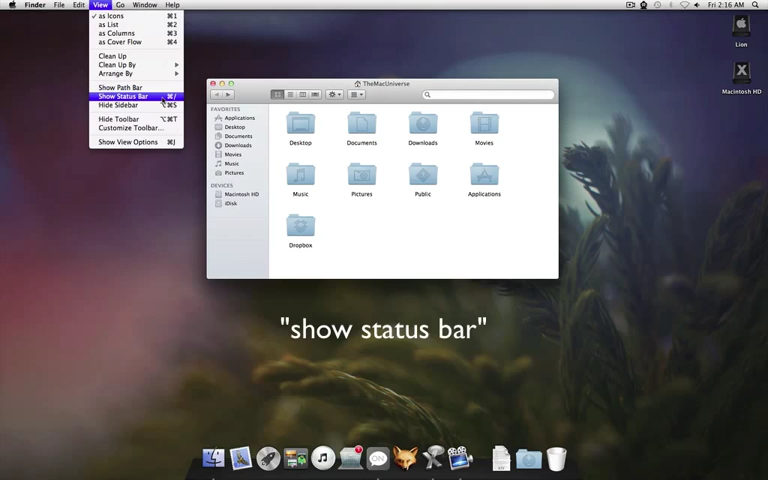 Finder File Edit View Go Window Help
Fri 2:16 AM
as Icons ⌘1
as List ⌘2
as Columns ⌘3
as Cover Flow ⌘4
Clean Up
Clean Up By
Arrange By
Show Path Bar
Show Status Bar ⌘/
Hide Sidebar ⌥⌘S
Hide Toolbar ⌥⌘T
Customize Toolbar...
Show View Options ⌘J
Lion
Macintosh HD
TheMacUniverse
FAVORITES
Applications
Desktop
Documents
Downloads
Movies
Music
Pictures
DEVICES
Macintosh HD
iDisk
Desktop Documents Downloads Movies
Music Pictures Public Applications
Dropbox
"show status bar"
ON